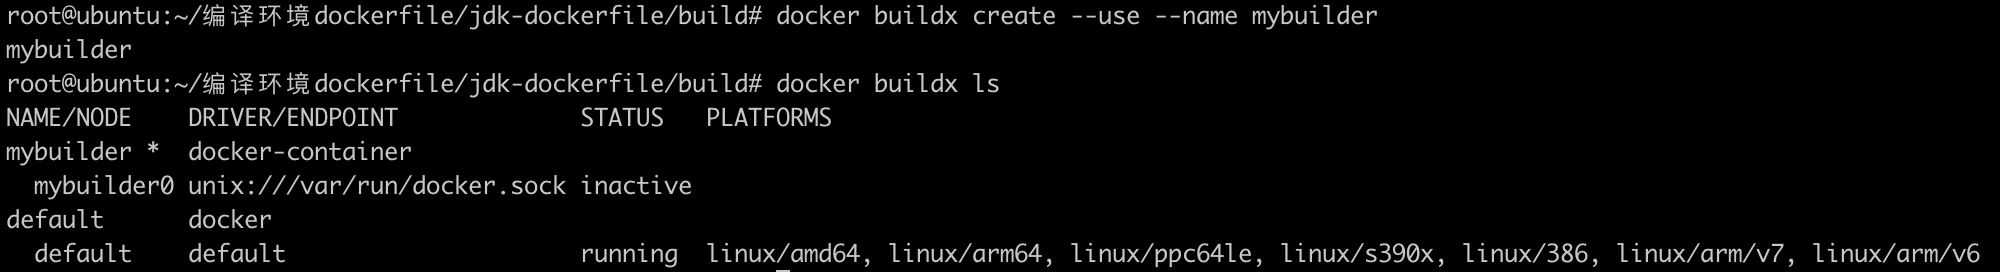 root@ubuntu:~/编译环境dockerfile/jdk-dockerfile/build# docker buildx create --use --name mybuilder
mybuilder
root@ubuntu:~/编译环境dockerfile/jdk-dockerfile/build# docker buildx ls
NAME/NODE    DRIVER/ENDPOINT             STATUS   PLATFORMS
mybuilder *  docker-container
  mybuilder0 unix:///var/run/docker.sock inactive
default      docker
  default    default                     running  linux/amd64, linux/arm64, linux/ppc64le, linux/s390x, linux/386, linux/arm/v7, linux/arm/v6